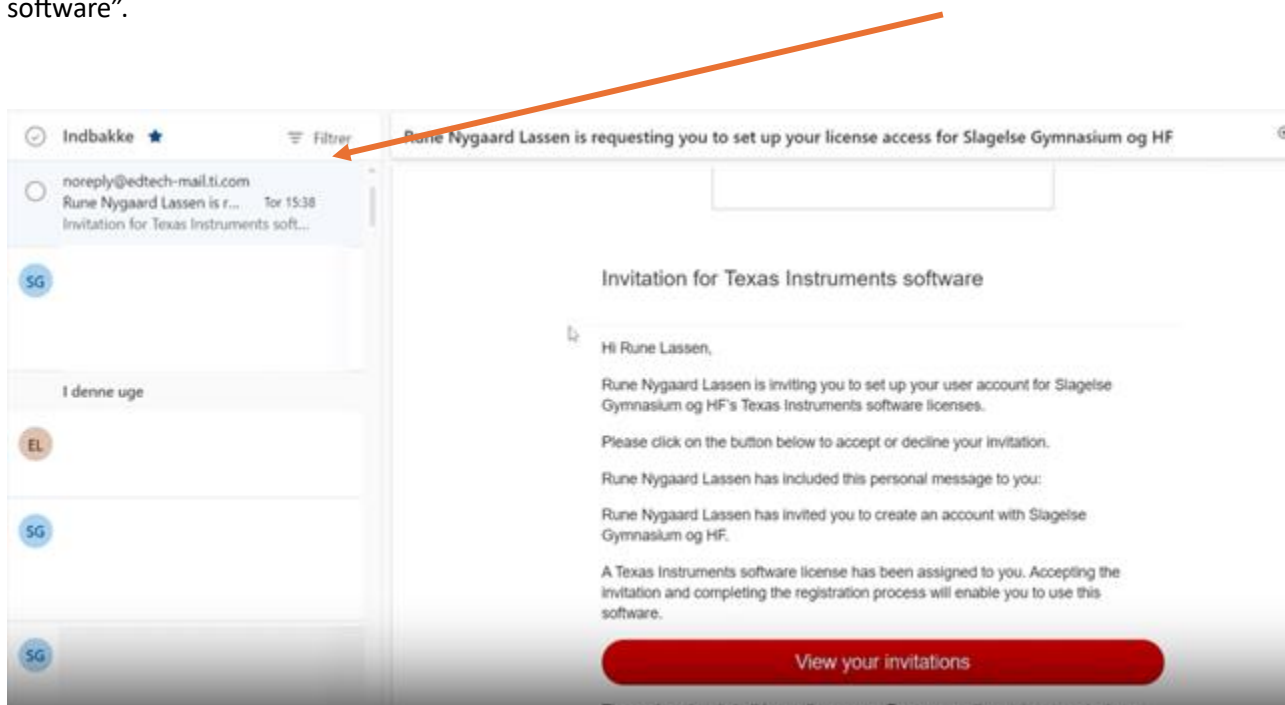 software”.
Indbakke
Filtrer
noreply@edtech-mail.ti.com
Rune Nygaard Lassen is r... Tor 15:38
Invitation for Texas Instruments soft...
SG
I denne uge
EL
SG
SG
Rune Nygaard Lassen is requesting you to set up your license access for Slagelse Gymnasium og HF
Invitation for Texas Instruments software
Hi Rune Lassen,
Rune Nygaard Lassen is inviting you to set up your user account for Slagelse
Gymnasium og HF's Texas Instruments software licenses.
Please click on the button below to accept or decline your invitation.
Rune Nygaard Lassen has included this personal message to you:
Rune Nygaard Lassen has invited you to create an account with Slagelse
Gymnasium og HF.
A Texas Instruments software license has been assigned to you. Accepting the
invitation and completing the registration process will enable you to use this
software.
View your invitations